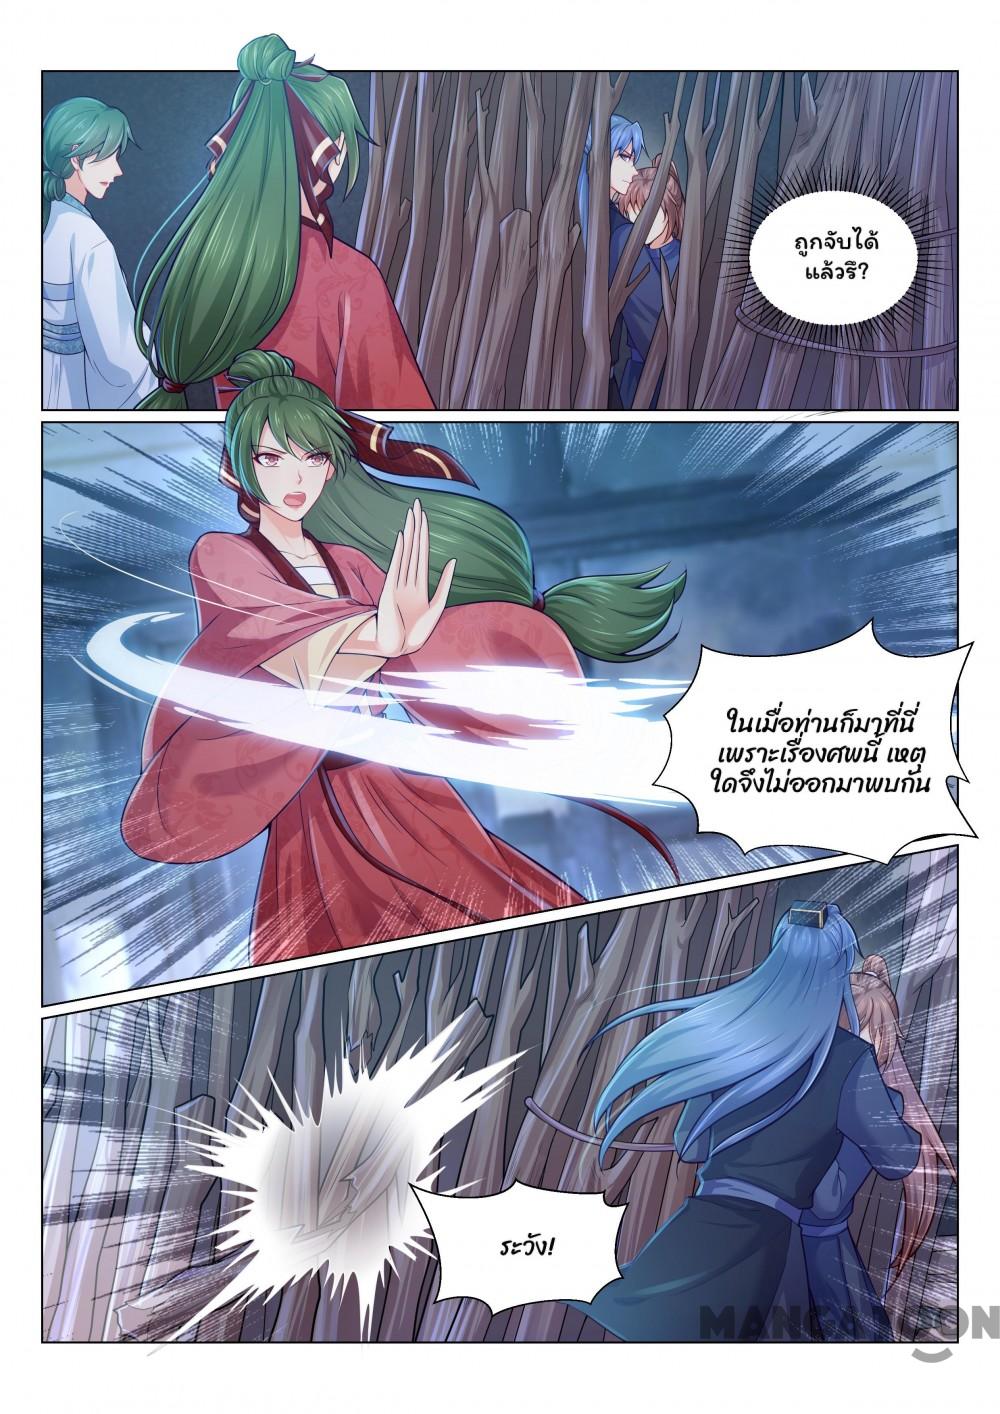 ถูกจับได้
แล้วรึ?
ในเมื่อท่านก็มาที่นี่
เพราะเรื่องศพนี้ เหตุ
ใดจึงไม่ออกมาพบกัน
ระวัง!